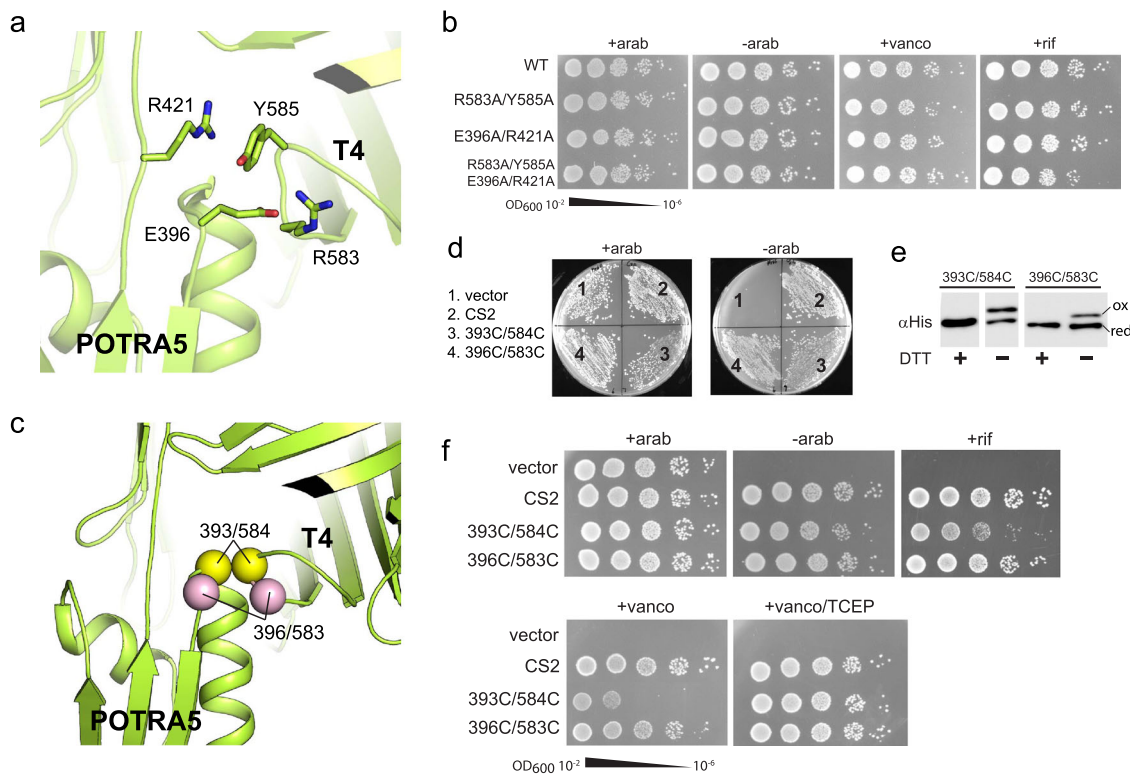 a
R421
Y585
T4
E396
R583
POTRA5
b
+arab
-arab
+vanco
+rif
WT
R583A/Y585A
E396A/R421A
R583A/Y585A
E396A/R421A
OD600 10-2
10-6
c
393/584
T4
396/583
POTRA5
d
+arab
-arab
1. vector
2. CS2
3. 393C/584C
4. 396C/583C
1
2
4
3
1
2
4
3
e
393C/584C
396C/583C
αHis
ox
red
DTT
+
–
+
–
f
+arab
-arab
+rif
vector
CS2
393C/584C
396C/583C
+vanco
+vanco/TCEP
vector
CS2
393C/584C
396C/583C
OD600 10-2
10-6